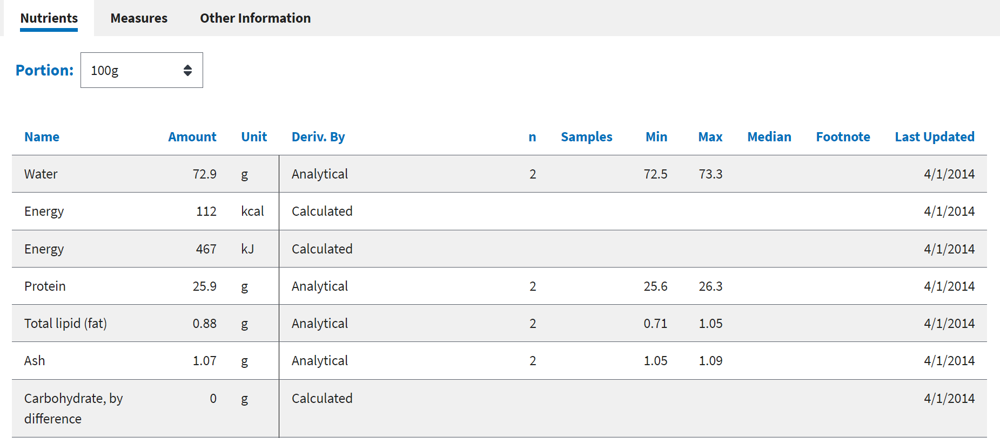 Nutrients Measures Other Information
Portion: 100g
Name Amount Unit Deriv. By n Samples Min Max Median Footnote Last Updated
Water 72.9 g Analytical 2 72.5 73.3 4/1/2014
Energy 112 kcal Calculated 4/1/2014
Energy 467 kJ Calculated 4/1/2014
Protein 25.9 g Analytical 2 25.6 26.3 4/1/2014
Total lipid (fat) 0.88 g Analytical 2 0.71 1.05 4/1/2014
Ash 1.07 g Analytical 2 1.05 1.09 4/1/2014
Carbohydrate, by 0 g Calculated 4/1/2014
difference